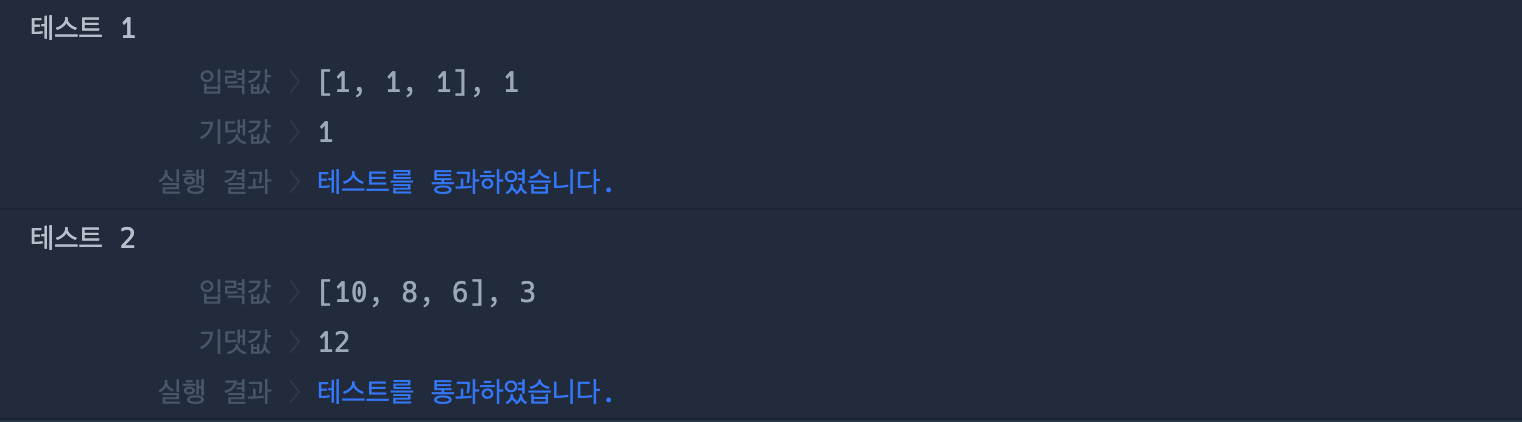 테스트 1
입력값 〉 [1, 1, 1], 1
기댓값 〉 1
실행 결과 〉 테스트를 통과하였습니다.
테스트 2
입력값 〉 [10, 8, 6], 3
기댓값 〉 12
실행 결과 〉 테스트를 통과하였습니다.